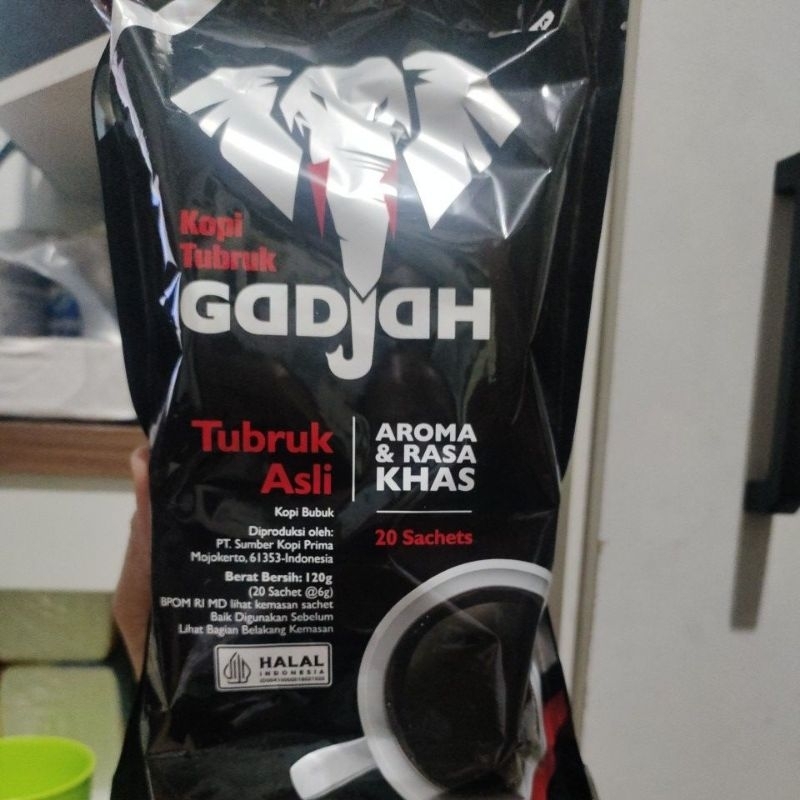 Kopi
Tubruk
GADJAH
Tubruk
Asli
AROMA
& RASA
KHAS
20 Sachets
Kopi Bubuk
Diproduksi oleh:
PT. Sumber Kopi Prima
Mojokerto, 61353-Indonesia
Berat Bersih: 120g
(20 Sachet @6g)
BPOM RI MD lihat kemasan sachet
Baik Digunakan Sebelum
Lihat Bagian Belakang Kemasan
HALAL
INDONESIA